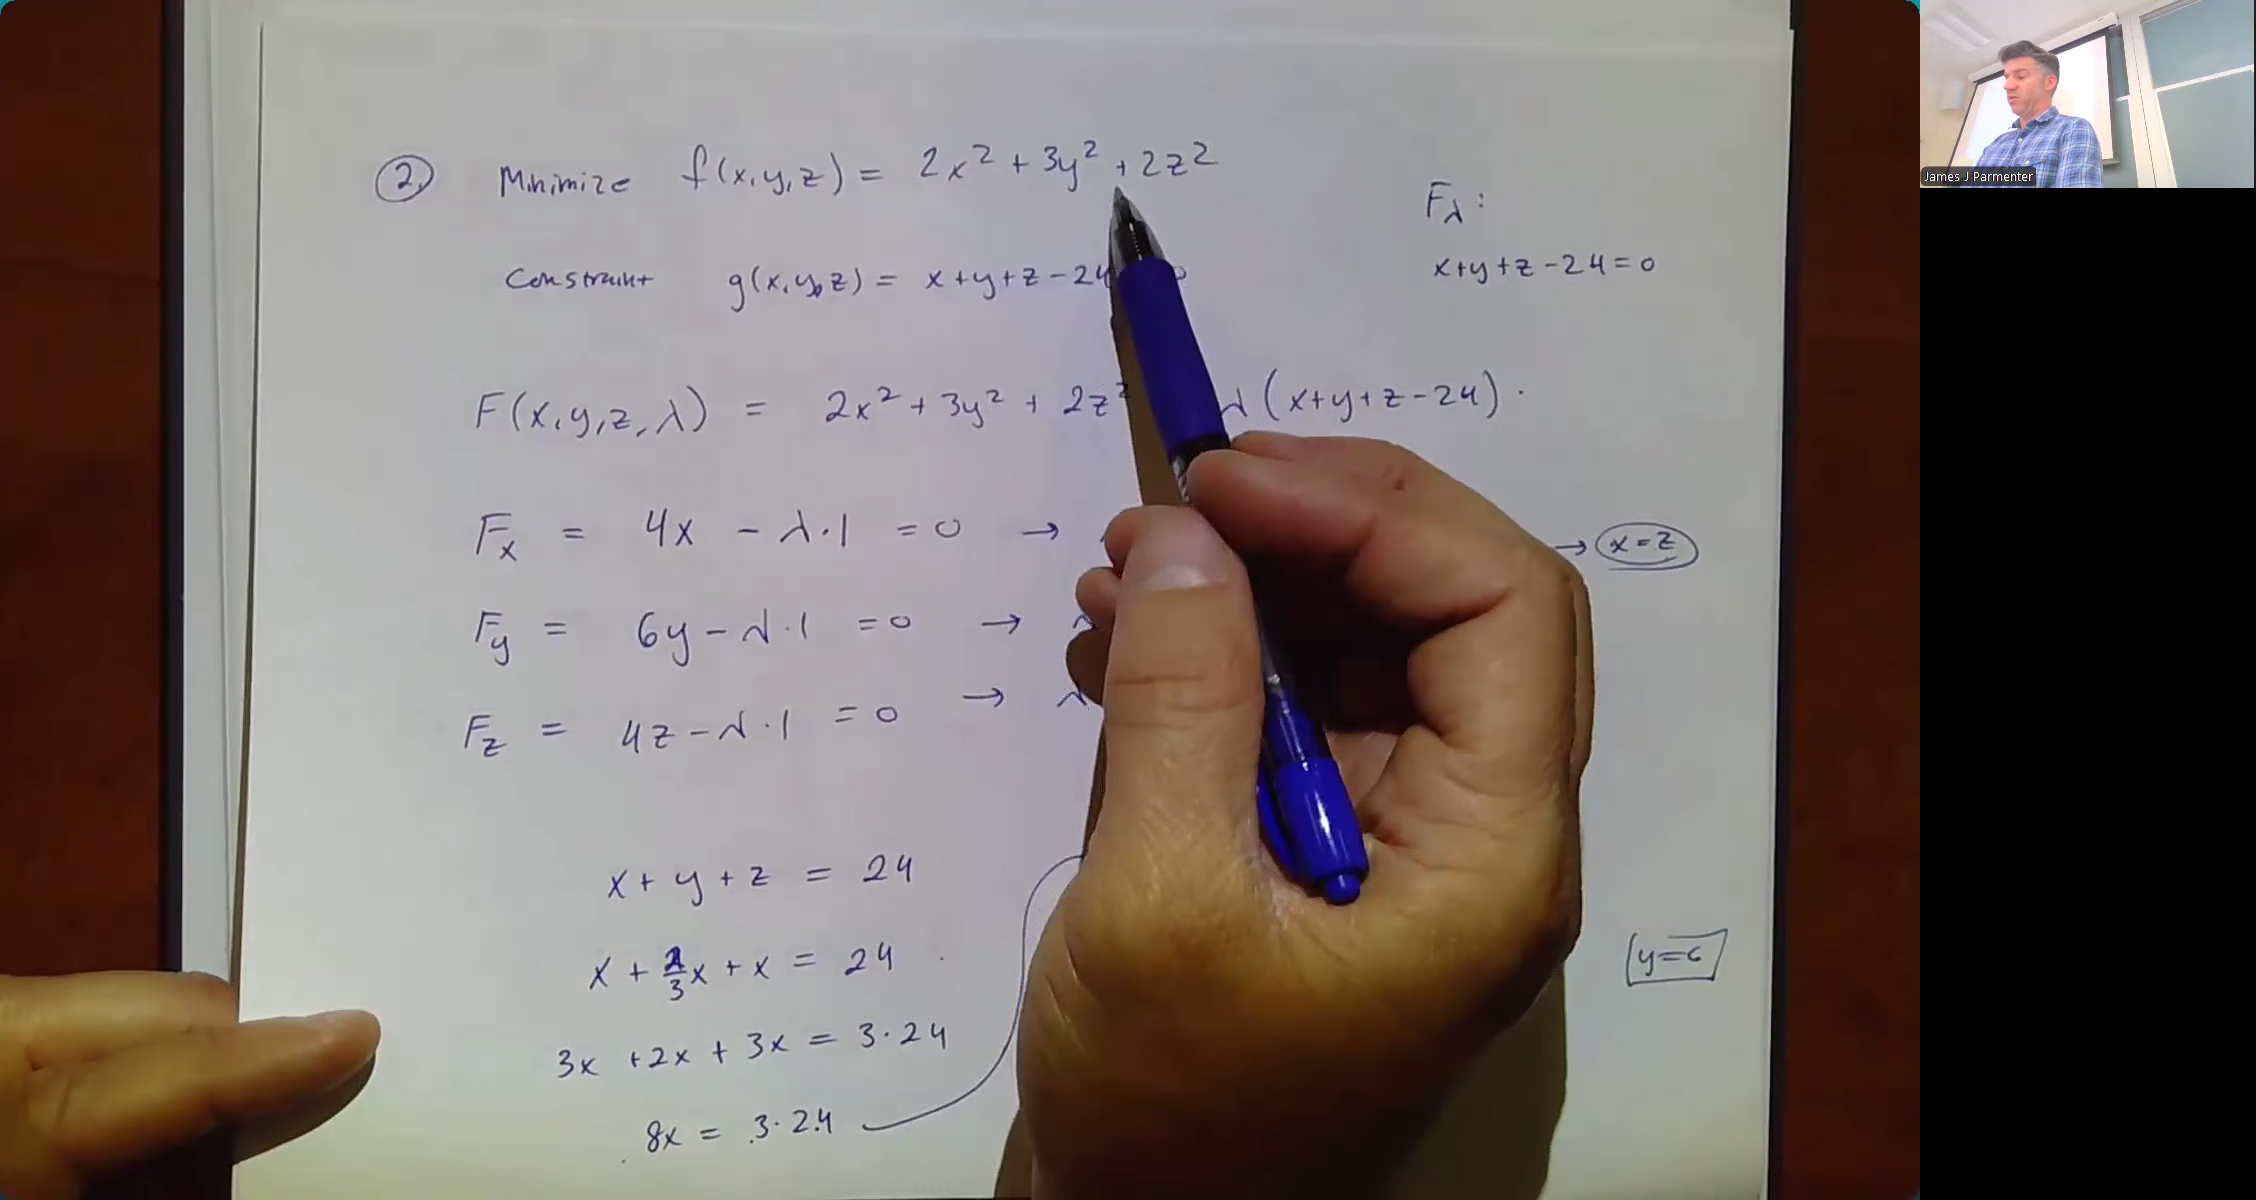 2. Minimize f(x,y,z) = 2x² + 3y² + 2z²
Constraint g(x,y,z) = x+y+z-24
F(x,y,z,λ) = 2x² + 3y² + 2z² λ(x+y+z-24).
Fx = 4x - λ·1 = 0 → → x=z
Fy = 6y - λ·1 = 0 → λ
Fz = 4z - λ·1 = 0 → λ
x + y + z = 24
x + 2/3x + x = 24
3x + 2x + 3x = 3·24
8x = 3·24
Fλ:
x+y+z-24=0
y=6
James J Parmenter